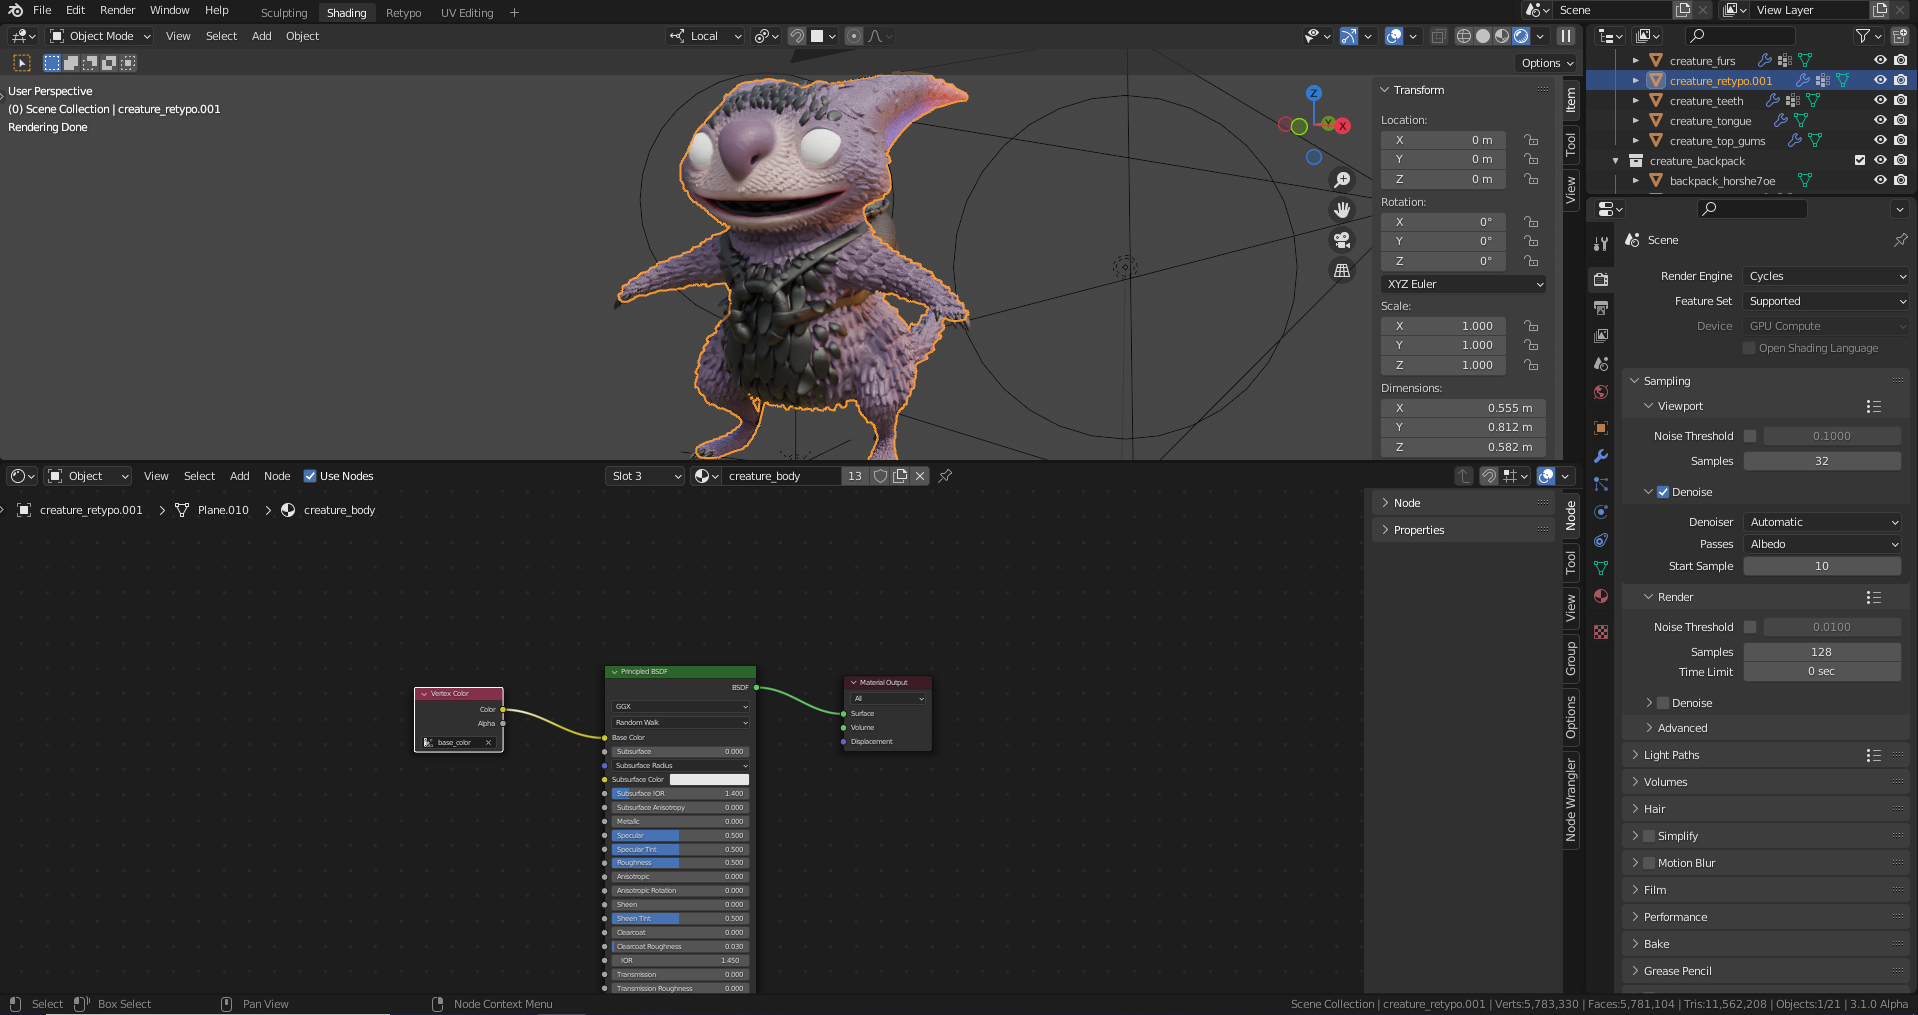 File Edit Render Window Help Sculpting Shading Retypo UV Editing + Scene View Layer
Object Mode View Select Add Object Local
Options
User Perspective
(0) Scene Collection | creature_retypo.001
Rendering Done
Transform
Location:
X 0 m
Y 0 m
Z 0 m
Rotation:
X 0°
Y 0°
Z 0°
XYZ Euler
Scale:
X 1.000
Y 1.000
Z 1.000
Dimensions:
X 0.555 m
Y 0.812 m
Z 0.582 m
Z
Y
X
Item
Tool
View
creature_furs
creature_retypo.001
creature_teeth
creature_tongue
creature_top_gums
creature_backpack
backpack_horshe7oe
Scene
Render Engine Cycles
Feature Set Supported
Device GPU Compute
Open Shading Language
Sampling
Viewport
Noise Threshold 0.1000
Samples 32
Denoise
Denoiser Automatic
Passes Albedo
Start Sample 10
Render
Noise Threshold 0.0100
Samples 128
Time Limit 0 sec
Denoise
Advanced
Light Paths
Volumes
Hair
Simplify
Motion Blur
Film
Performance
Bake
Grease Pencil
Object View Select Add Node Use Nodes Slot 3 creature_body 13
creature_retypo.001 > Plane.010 > creature_body
Node
Properties
Node
Tool
View
Group
Options
Node Wrangler
Vertex Color
Color
Alpha
base_color
Principled BSDF
BSDF
GGX
Random Walk
Base Color
Subsurface 0.000
Subsurface Radius
Subsurface Color
Subsurface IOR 1.400
Subsurface Anisotropy 0.000
Metallic 0.000
Specular 0.500
Specular Tint 0.500
Roughness 0.500
Anisotropic 0.000
Anisotropic Rotation 0.000
Sheen 0.000
Sheen Tint 0.500
Clearcoat 0.000
Clearcoat Roughness 0.030
IOR 1.450
Transmission 0.000
Transmission Roughness 0.000
Material Output
All
Surface
Volume
Displacement
Select Box Select Pan View Node Context Menu Scene Collection | creature_retypo.001 | Verts:5,783,330 | Faces:5,781,104 | Tris:11,562,208 | Objects:1/21 | 3.1.0 Alpha